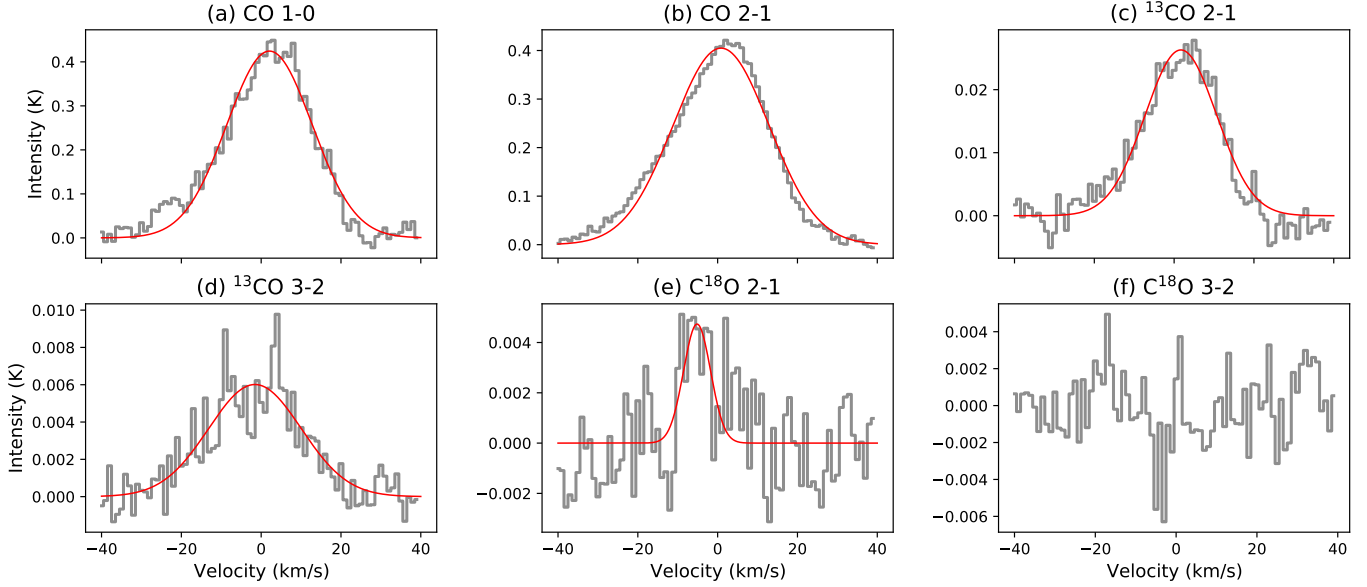 (a) CO 1-0
(b) CO 2-1
(c) ¹³CO 2-1
Intensity (K)
0.4
0.3
0.2
0.1
0.0
0.4
0.3
0.2
0.1
0.0
0.02
0.01
0.00
(d) ¹³CO 3-2
(e) C¹⁸O 2-1
(f) C¹⁸O 3-2
Intensity (K)
0.010
0.008
0.006
0.004
0.002
0.000
0.004
0.002
0.000
−0.002
0.004
0.002
0.000
−0.002
−0.004
−0.006
−40 −20 0 20 40
−40 −20 0 20 40
−40 −20 0 20 40
Velocity (km/s)
Velocity (km/s)
Velocity (km/s)